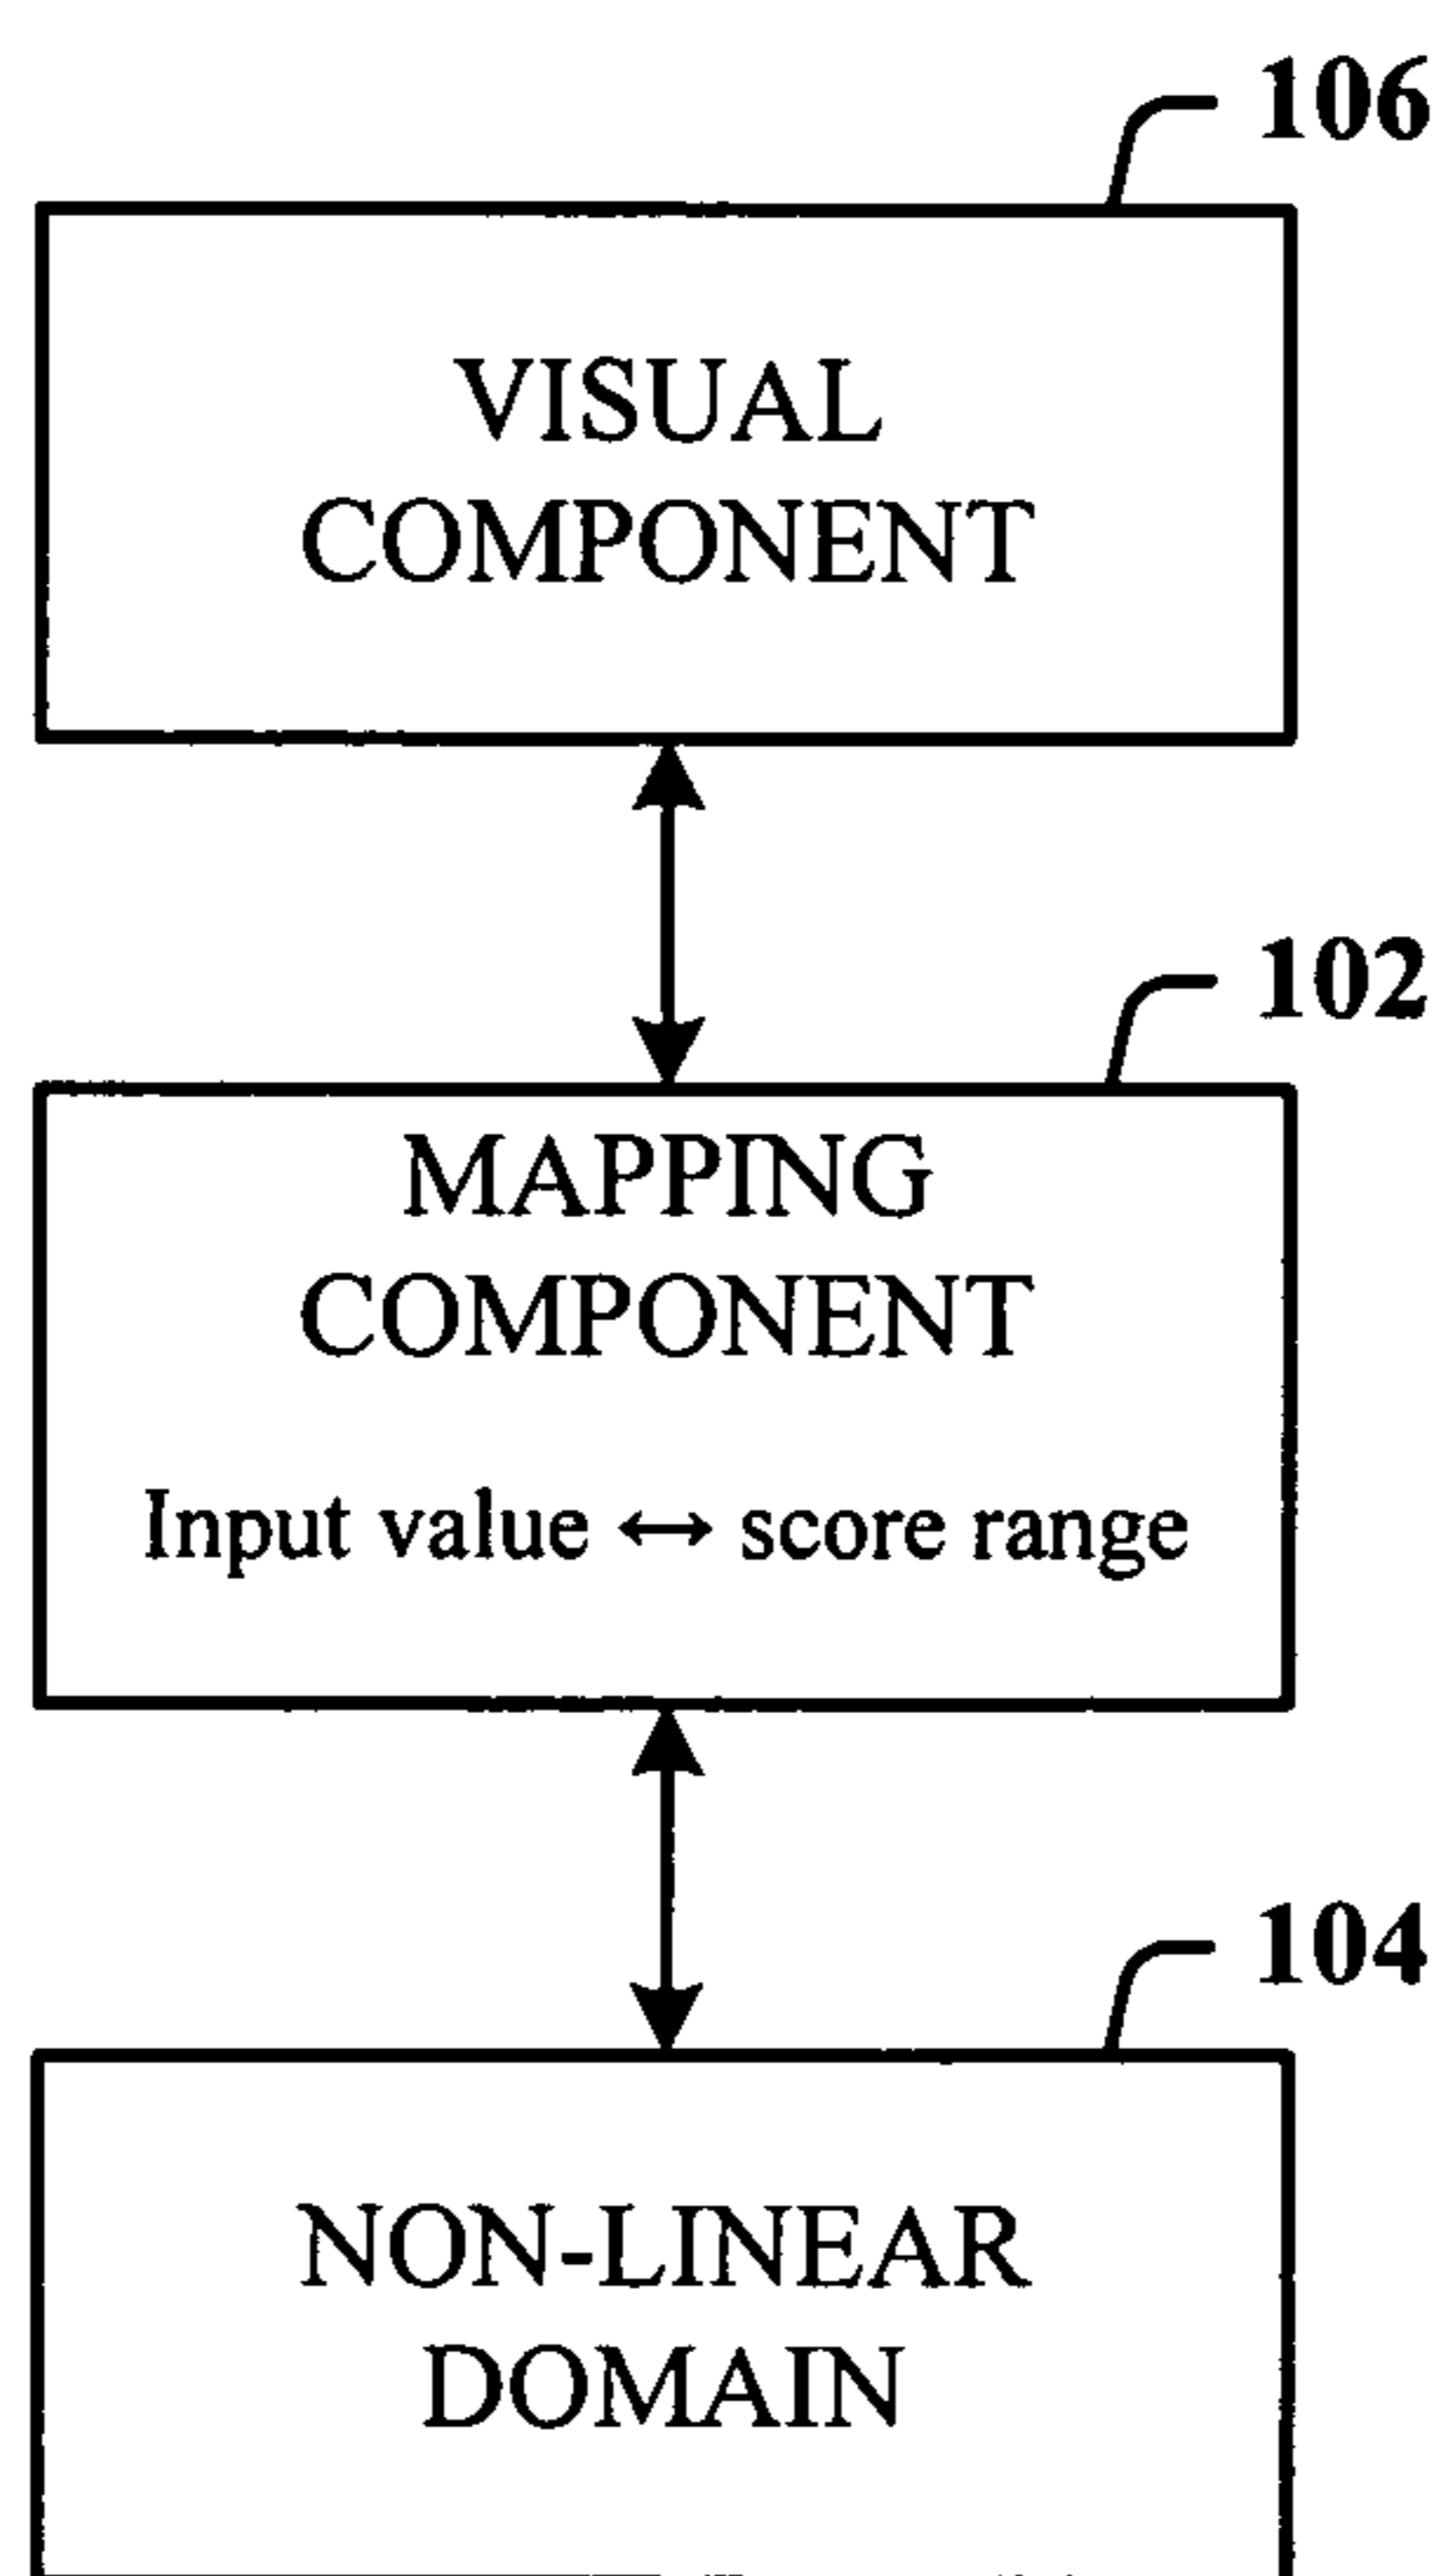 106
VISUAL
COMPONENT
102
MAPPING
COMPONENT
Input value ↔ score range
104
NON-LINEAR
DOMAIN